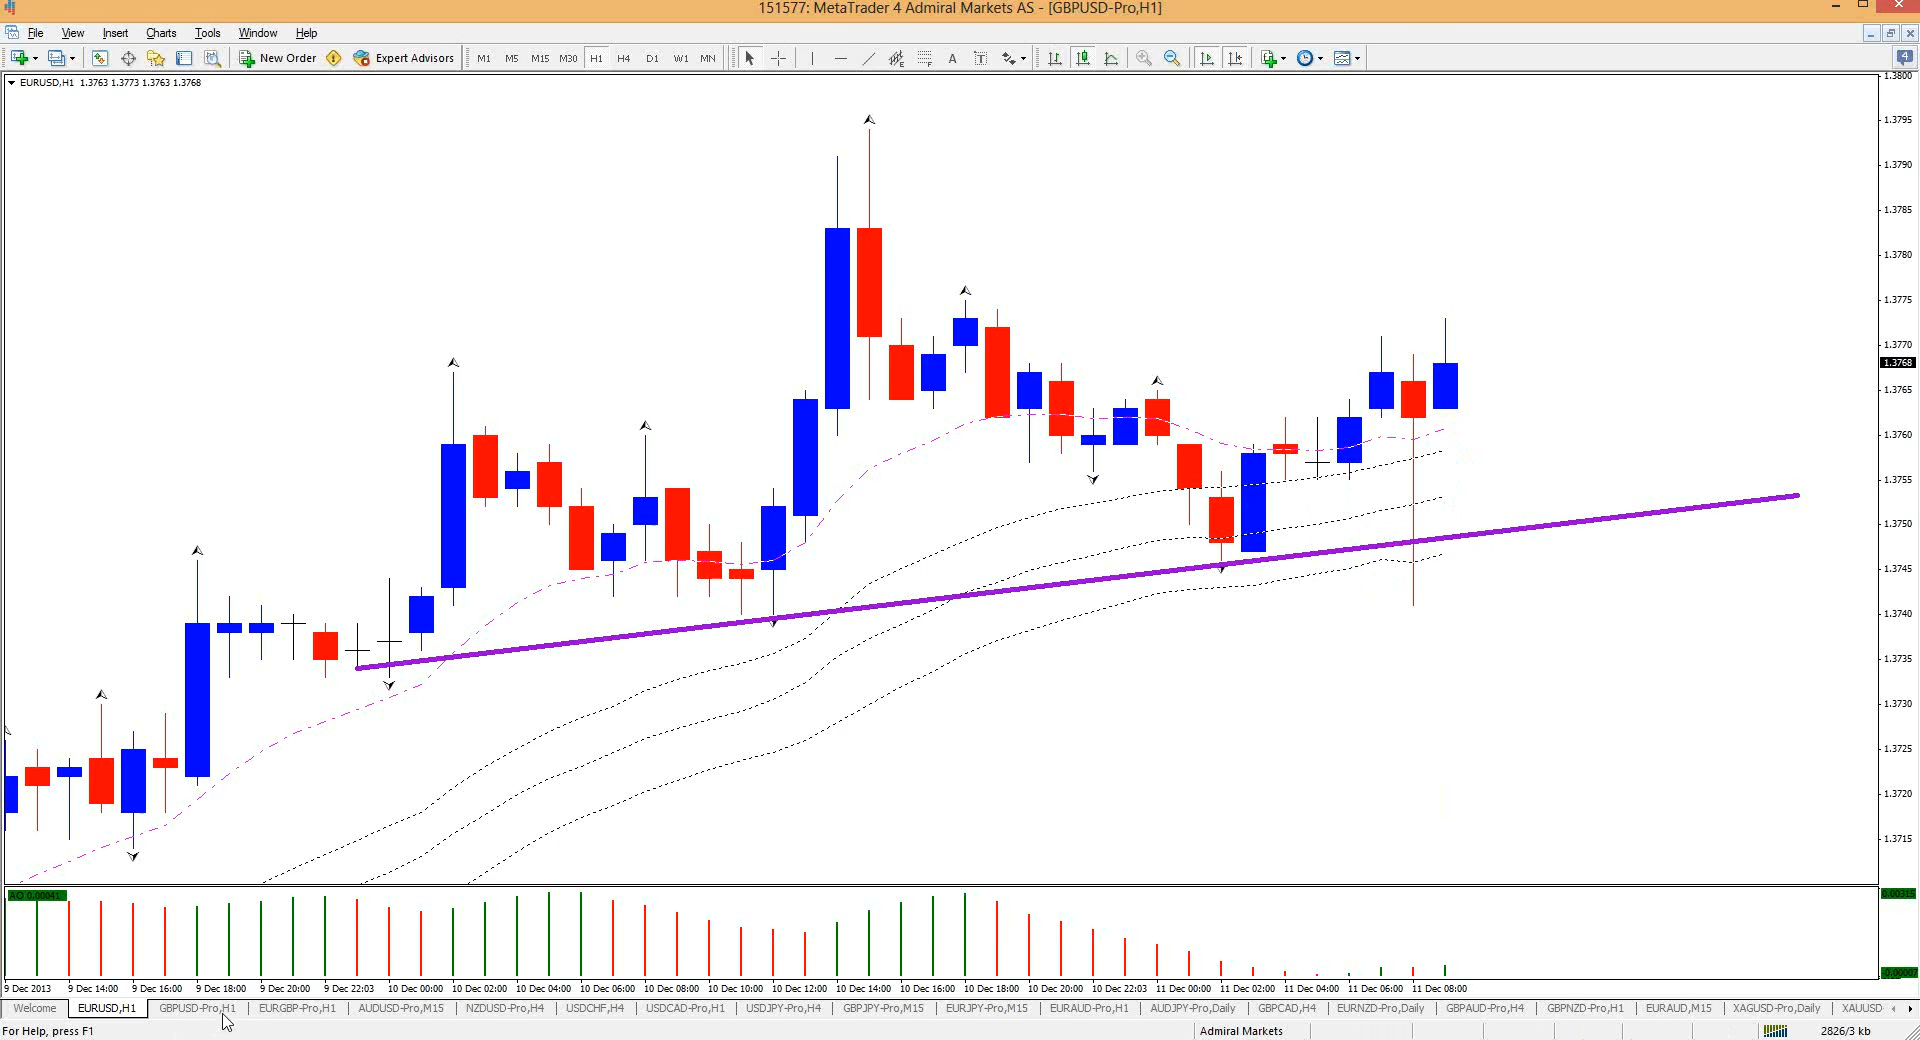 151577: MetaTrader 4 Admiral Markets AS - [GBPUSD-Pro,H1]
File View Insert Charts Tools Window Help
New Order Expert Advisors M1 M5 M15 M30 H1 H4 D1 W1 MN A T 4
EURUSD,H1 1.3763 1.3773 1.3763 1.3768
1.3800
1.3795
1.3790
1.3785
1.3780
1.3775
1.3770
1.3768
1.3765
1.3760
1.3755
1.3750
1.3745
1.3740
1.3735
1.3730
1.3725
1.3720
1.3715
AO 0.00041
0.00315
-0.00007
9 Dec 2013 9 Dec 14:00 9 Dec 16:00 9 Dec 18:00 9 Dec 20:00 9 Dec 22:03 10 Dec 00:00 10 Dec 02:00 10 Dec 04:00 10 Dec 06:00 10 Dec 08:00 10 Dec 10:00 10 Dec 12:00 10 Dec 14:00 10 Dec 16:00 10 Dec 18:00 10 Dec 20:00 10 Dec 22:03 11 Dec 00:00 11 Dec 02:00 11 Dec 04:00 11 Dec 06:00 11 Dec 08:00
Welcome EURUSD,H1 GBPUSD-Pro,H1 EURGBP-Pro,H1 AUDUSD-Pro,M15 NZDUSD-Pro,H4 USDCHF,H4 USDCAD-Pro,H1 USDJPY-Pro,H4 GBPJPY-Pro,M15 EURJPY-Pro,M15 EURAUD-Pro,H1 AUDJPY-Pro,Daily GBPCAD,H4 EURNZD-Pro,Daily GBPAUD-Pro,H4 GBPNZD-Pro,H1 EURAUD,M15 XAGUSD-Pro,Daily XAUUSD
For Help, press F1 Admiral Markets 2826/3 kb